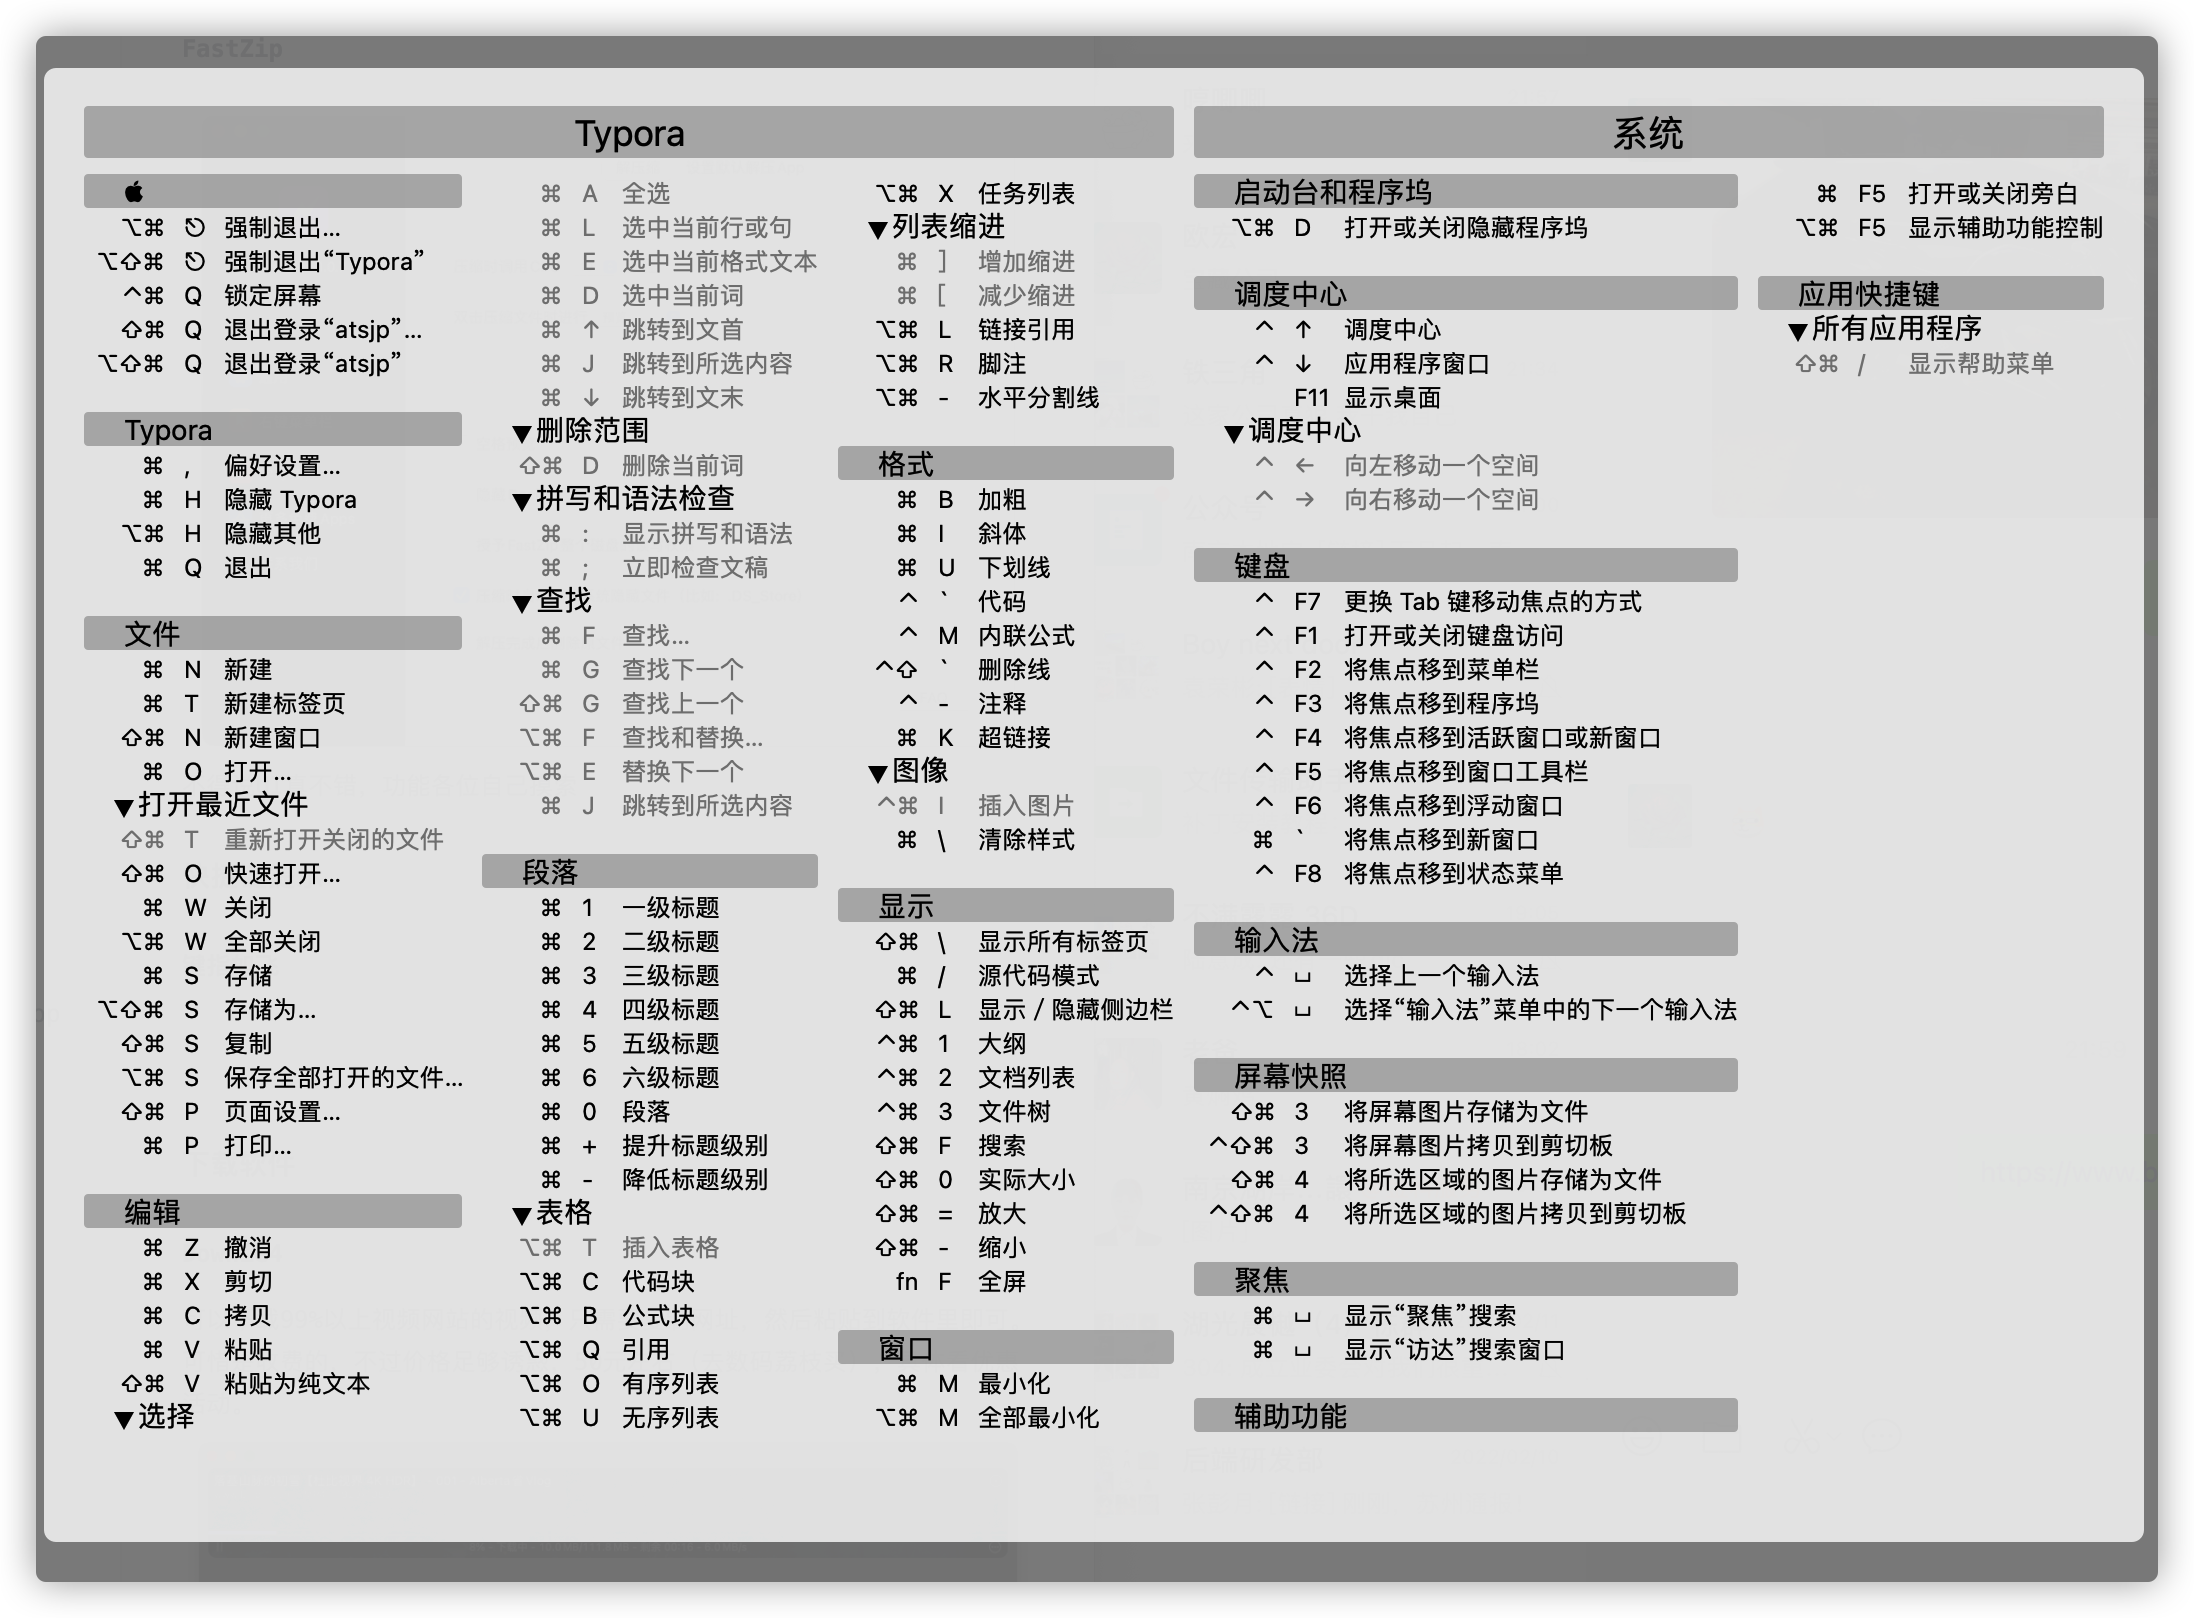 FastZip
Typora

⌥⌘ ⎋ 强制退出...
⌥⇧⌘ ⎋ 强制退出“Typora”
^⌘ Q 锁定屏幕
⇧⌘ Q 退出登录“atsjp”...
⌥⇧⌘ Q 退出登录“atsjp”
Typora
⌘ , 偏好设置...
⌘ H 隐藏 Typora
⌥⌘ H 隐藏其他
⌘ Q 退出
文件
⌘ N 新建
⌘ T 新建标签页
⇧⌘ N 新建窗口
⌘ O 打开...
▼打开最近文件
⇧⌘ T 重新打开关闭的文件
⇧⌘ O 快速打开...
⌘ W 关闭
⌥⌘ W 全部关闭
⌘ S 存储
⌥⇧⌘ S 存储为...
⇧⌘ S 复制
⌥⌘ S 保存全部打开的文件...
⇧⌘ P 页面设置...
⌘ P 打印...
编辑
⌘ Z 撤消
⌘ X 剪切
⌘ C 拷贝
⌘ V 粘贴
⇧⌘ V 粘贴为纯文本
▼选择
⌘ A 全选
⌘ L 选中当前行或句
⌘ E 选中当前格式文本
⌘ D 选中当前词
⌘ ↑ 跳转到文首
⌘ J 跳转到所选内容
⌘ ↓ 跳转到文末
▼删除范围
⇧⌘ D 删除当前词
▼拼写和语法检查
⌘ : 显示拼写和语法
⌘ ; 立即检查文稿
▼查找
⌘ F 查找...
⌘ G 查找下一个
⇧⌘ G 查找上一个
⌥⌘ F 查找和替换...
⌥⌘ E 替换下一个
⌘ J 跳转到所选内容
段落
⌘ 1 一级标题
⌘ 2 二级标题
⌘ 3 三级标题
⌘ 4 四级标题
⌘ 5 五级标题
⌘ 6 六级标题
⌘ 0 段落
⌘ + 提升标题级别
⌘ - 降低标题级别
▼表格
⌥⌘ T 插入表格
⌥⌘ C 代码块
⌥⌘ B 公式块
⌥⌘ Q 引用
⌥⌘ O 有序列表
⌥⌘ U 无序列表
⌥⌘ X 任务列表
▼列表缩进
⌘ ] 增加缩进
⌘ [ 减少缩进
⌥⌘ L 链接引用
⌥⌘ R 脚注
⌥⌘ - 水平分割线
格式
⌘ B 加粗
⌘ I 斜体
⌘ U 下划线
^ ` 代码
^ M 内联公式
^⇧ ` 删除线
^ - 注释
⌘ K 超链接
▼图像
^⌘ I 插入图片
⌘ \ 清除样式
显示
⇧⌘ \ 显示所有标签页
⌘ / 源代码模式
⇧⌘ L 显示 / 隐藏侧边栏
^⌘ 1 大纲
^⌘ 2 文档列表
^⌘ 3 文件树
⇧⌘ F 搜索
⇧⌘ 0 实际大小
⇧⌘ = 放大
⇧⌘ - 缩小
fn F 全屏
窗口
⌘ M 最小化
⌥⌘ M 全部最小化
系统
启动台和程序坞
⌥⌘ D 打开或关闭隐藏程序坞
调度中心
^ ↑ 调度中心
^ ↓ 应用程序窗口
F11 显示桌面
▼调度中心
^ ← 向左移动一个空间
^ → 向右移动一个空间
键盘
^ F7 更换 Tab 键移动焦点的方式
^ F1 打开或关闭键盘访问
^ F2 将焦点移到菜单栏
^ F3 将焦点移到程序坞
^ F4 将焦点移到活跃窗口或新窗口
^ F5 将焦点移到窗口工具栏
^ F6 将焦点移到浮动窗口
⌘ ` 将焦点移到新窗口
^ F8 将焦点移到状态菜单
输入法
^ ␣ 选择上一个输入法
^⌥ ␣ 选择“输入法”菜单中的下一个输入法
屏幕快照
⇧⌘ 3 将屏幕图片存储为文件
^⇧⌘ 3 将屏幕图片拷贝到剪切板
⇧⌘ 4 将所选区域的图片存储为文件
^⇧⌘ 4 将所选区域的图片拷贝到剪切板
聚焦
⌘ ␣ 显示“聚焦”搜索
⌘ ␣ 显示“访达”搜索窗口
辅助功能
⌘ F5 打开或关闭旁白
⌥⌘ F5 显示辅助功能控制
应用快捷键
▼所有应用程序
⇧⌘ / 显示帮助菜单